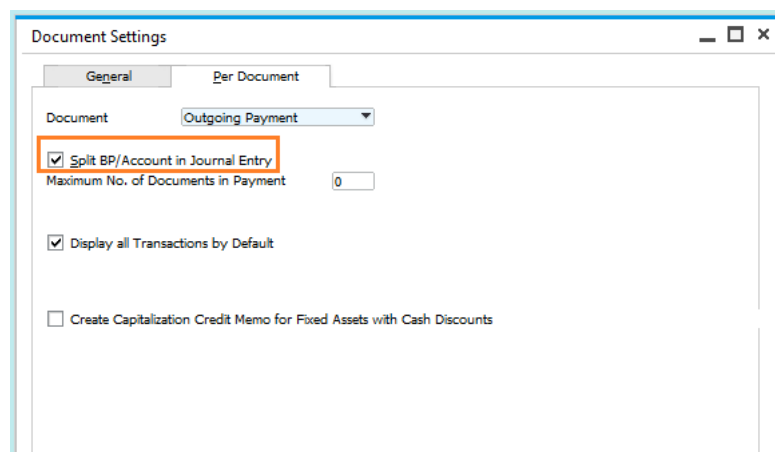 Document Settings
General Per Document
Document Outgoing Payment
Split BP/Account in Journal Entry
Maximum No. of Documents in Payment 0
Display all Transactions by Default
Create Capitalization Credit Memo for Fixed Assets with Cash Discounts